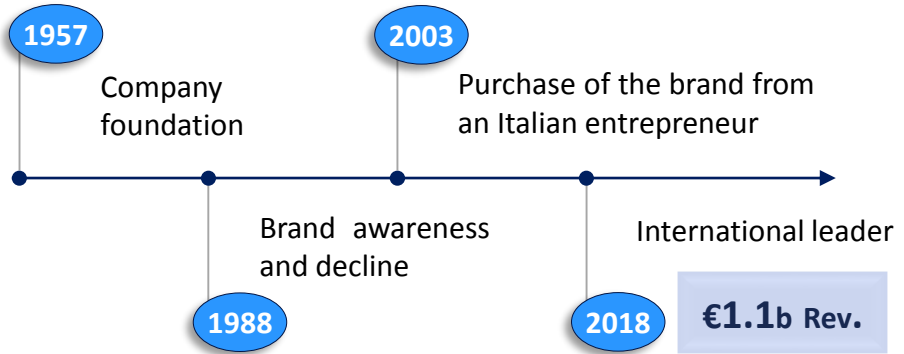 1957
2003
Company
foundation
Purchase of the brand from
an Italian entrepreneur
Brand awareness
and decline
International leader
1988
2018
€1.1b Rev.